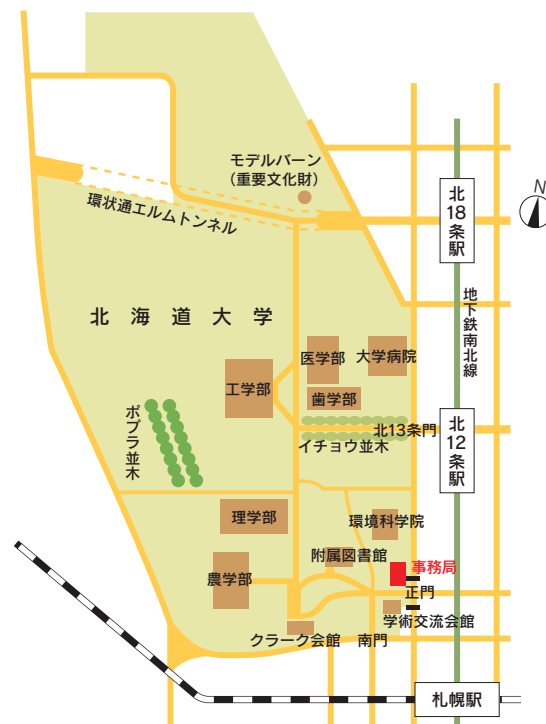 モデルバーン
(重要文化財)
N
北18条駅
環状通エルムトンネル
地下鉄南北線
北海道大学
医学部
大学病院
工学部
歯学部
ポプラ並木
北13条門
イチョウ並木
北12条駅
理学部
環境科学院
附属図書館
事務局
農学部
正門
学術交流会館
クラーク会館
南門
札幌駅